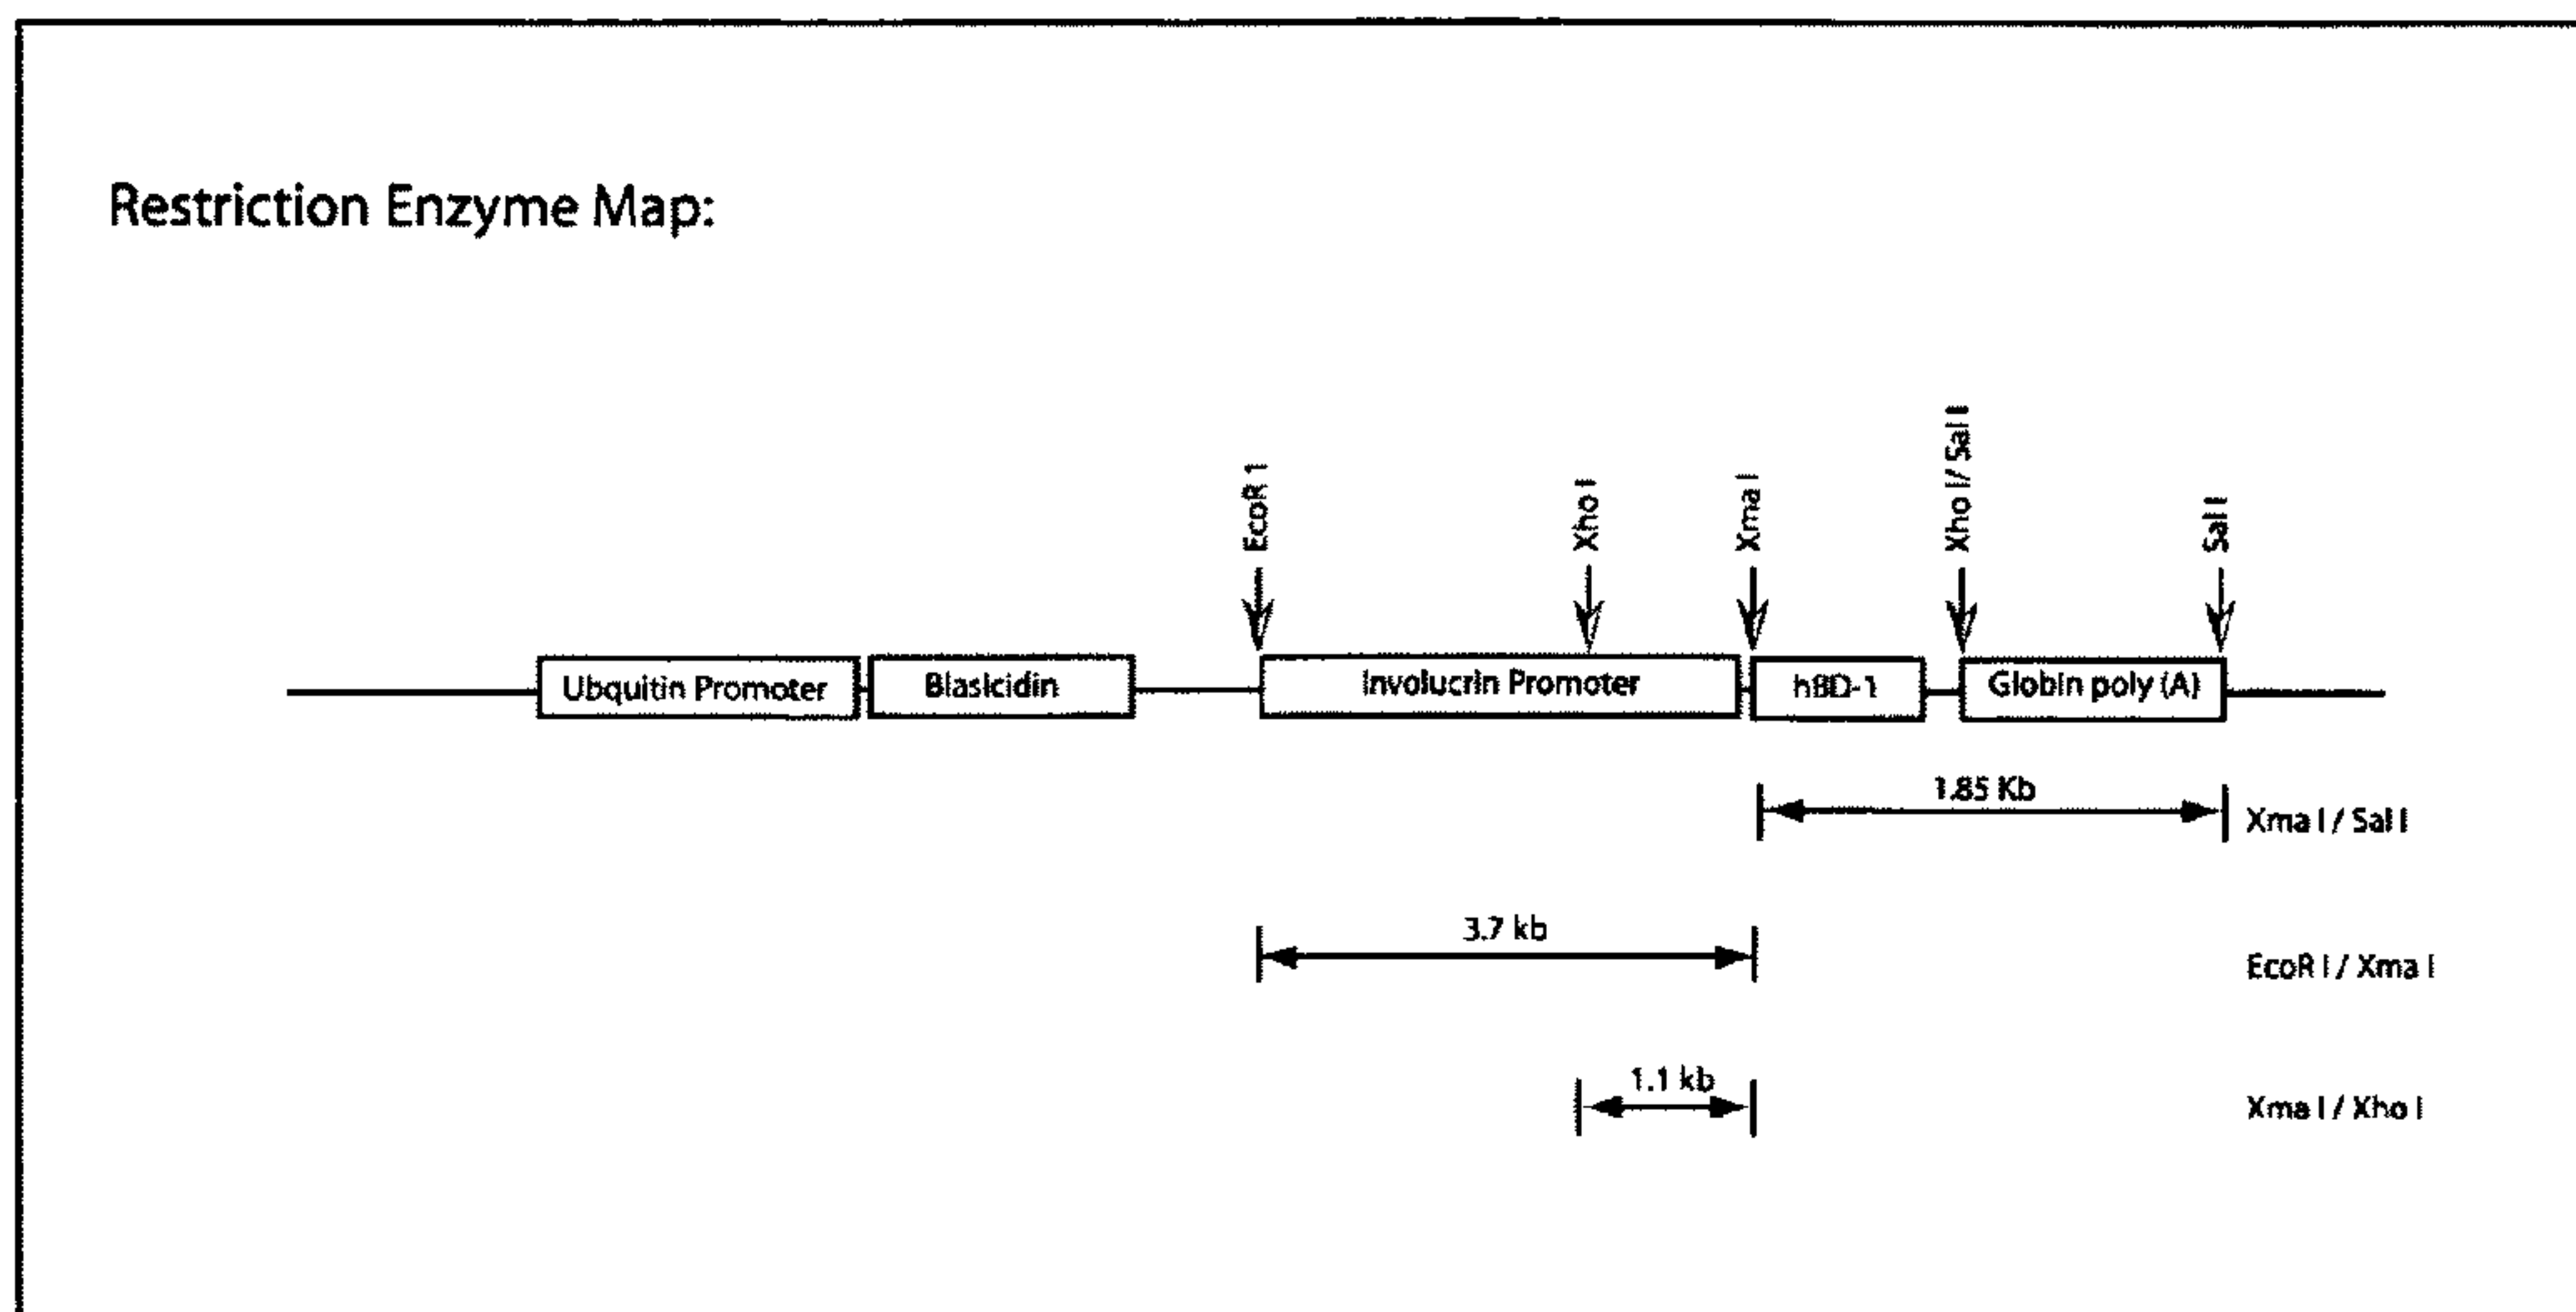 Restriction Enzyme Map:
EcoR 1
Xho I
Xma I
Xho I/ Sal I
Sal I
Ubquitin Promoter
Blasicidin
Involucrin Promoter
hBD-1
Globin poly (A)
1.85 Kb
Xma I / Sal I
3.7 kb
EcoR I / Xma I
1.1 kb
Xma I / Xho I